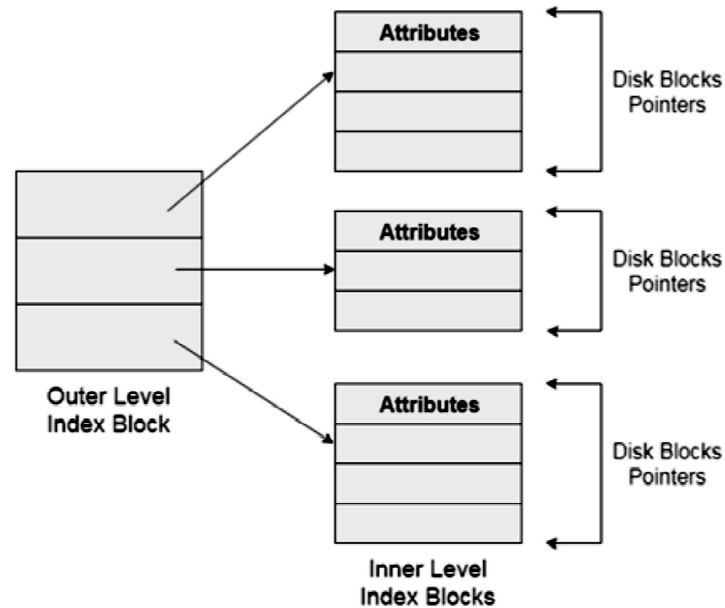 Attributes
Disk Blocks
Pointers
Attributes
Disk Blocks
Pointers
Outer Level
Index Block
Attributes
Disk Blocks
Pointers
Inner Level
Index Blocks